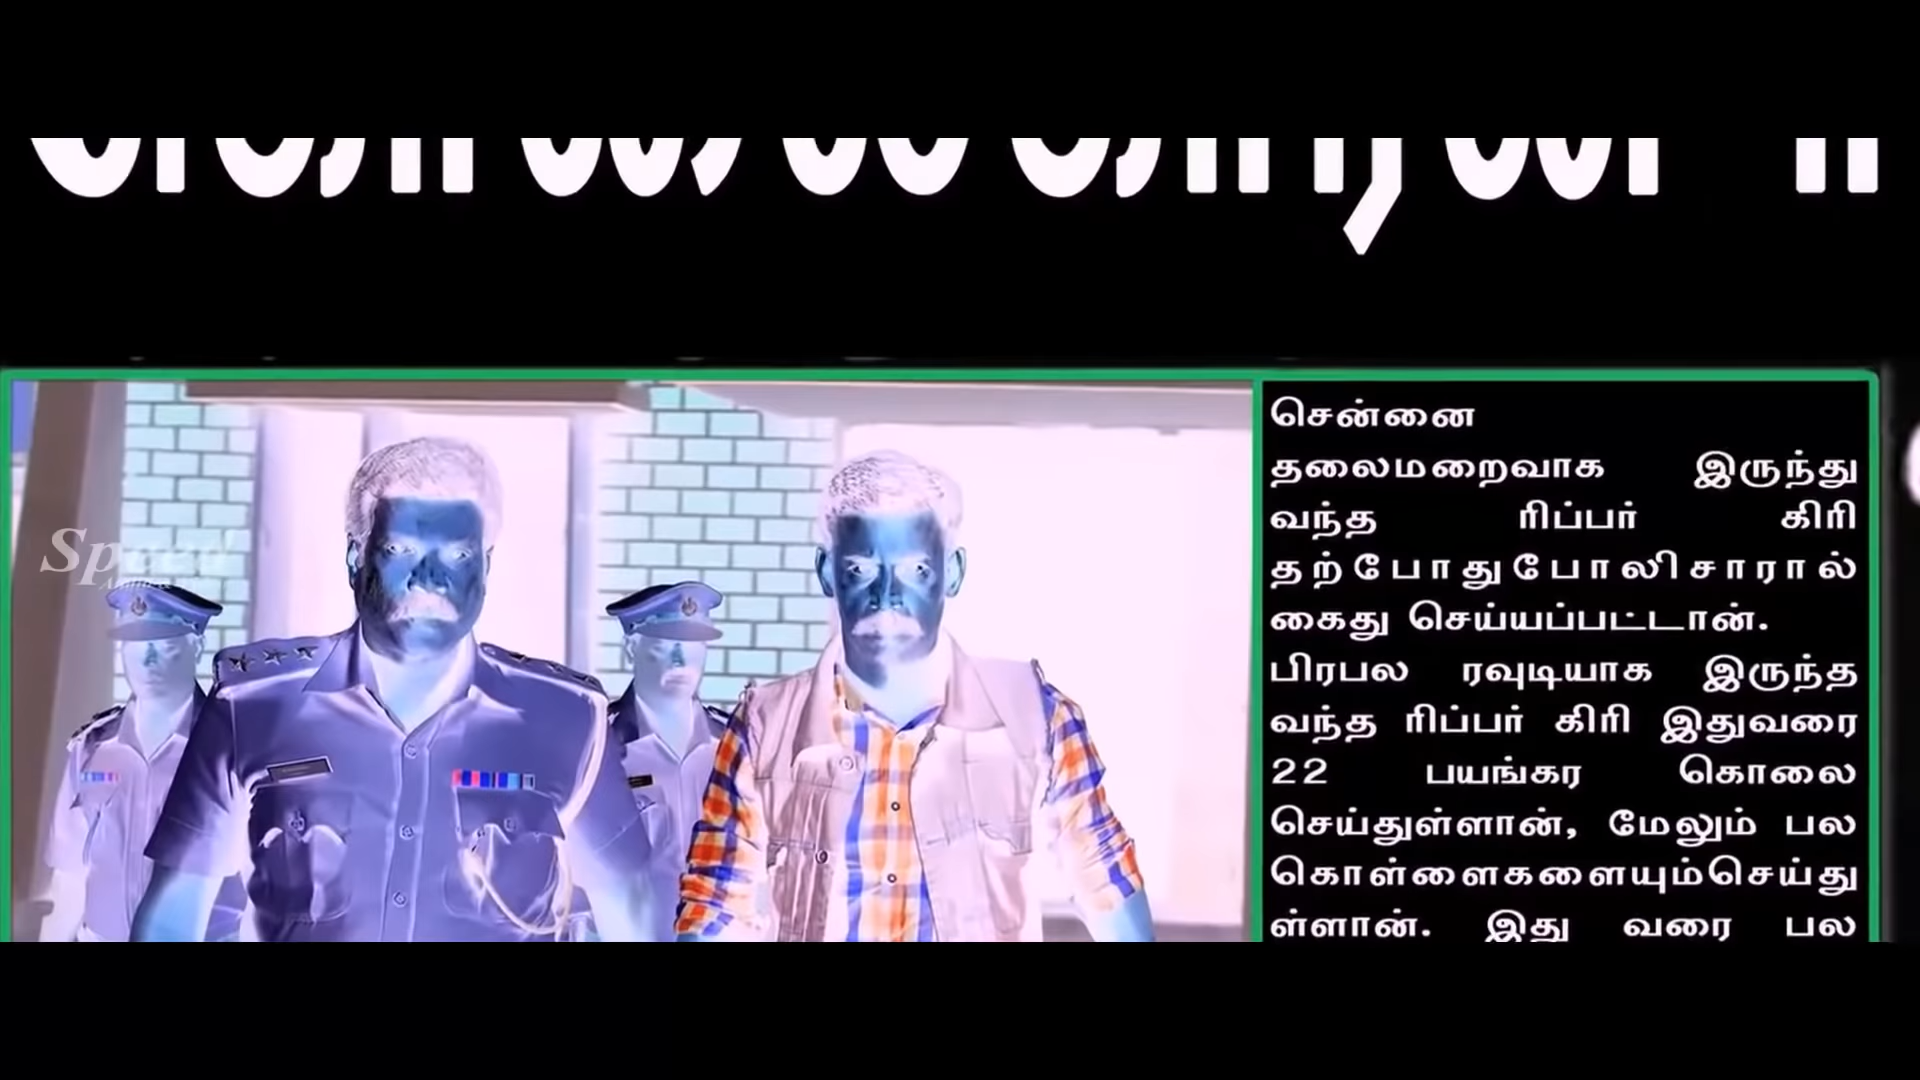 Speed
சென்னை
தலைமறைவாக இருந்து
வந்த ரிப்பர் கிரி
தற்போதுபோலிசாரால்
கைது செய்யப்பட்டான்.
பிரபல ரவுடியாக இருந்த
வந்த ரிப்பர் கிரி இதுவரை
22 பயங்கர கொலை
செய்துள்ளான், மேலும் பல
கொள்ளைகளையும்செய்து
ள்ளான். இது வரை பல